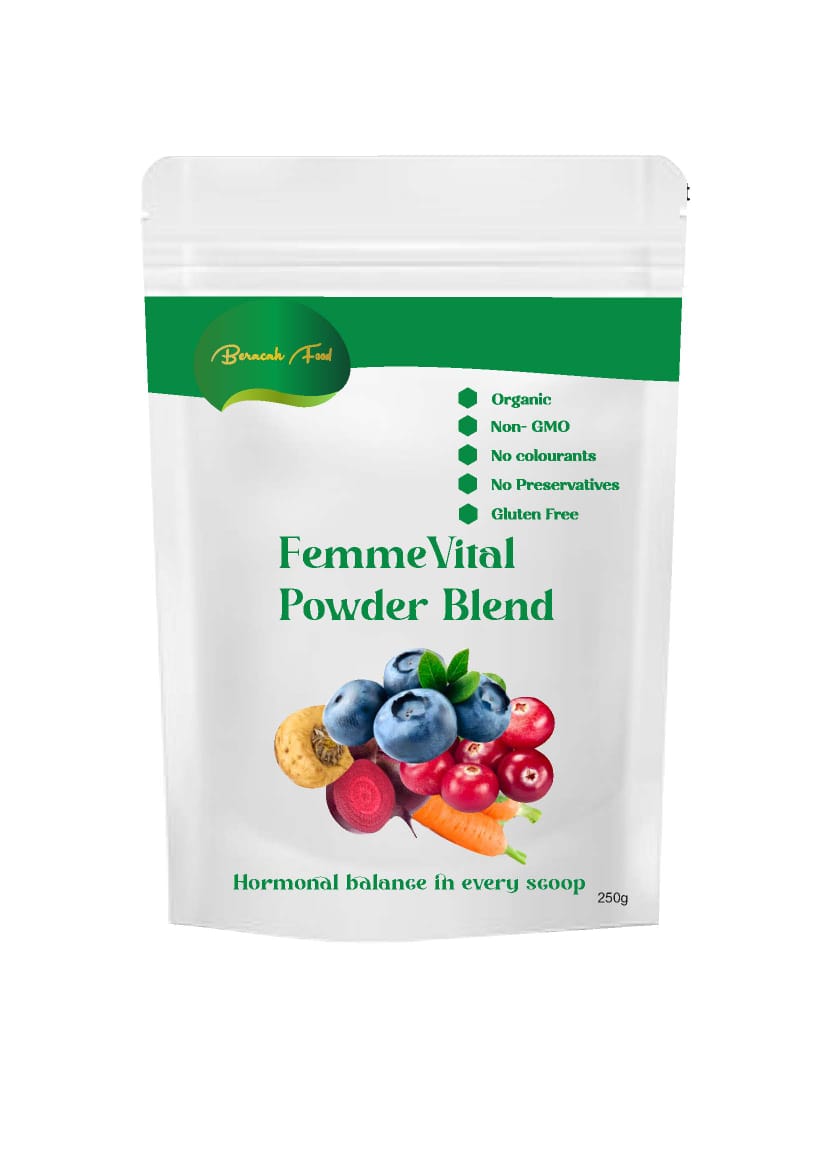 Beracah Food
Organic
Non- GMO
No colourants
No Preservatives
Gluten Free
FemmeVital
Powder Blend
Hormonal balance in every scoop
250g